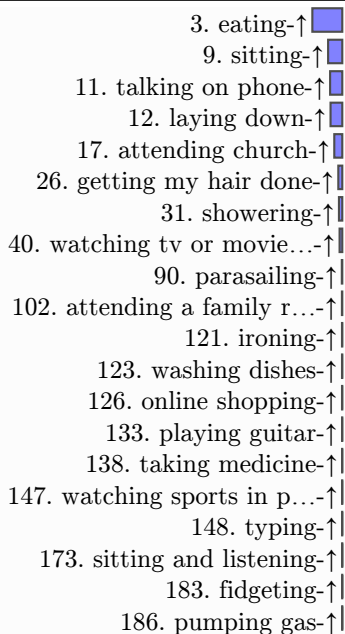 3. eating-↑
9. sitting-↑
11. talking on phone-↑
12. laying down-↑
17. attending church-↑
26. getting my hair done-↑
31. showering-↑
40. watching tv or movie…-↑
90. parasailing-↑
102. attending a family r…-↑
121. ironing-↑
123. washing dishes-↑
126. online shopping-↑
133. playing guitar-↑
138. taking medicine-↑
147. watching sports in p…-↑
148. typing-↑
173. sitting and listening-↑
183. fidgeting-↑
186. pumping gas-↑